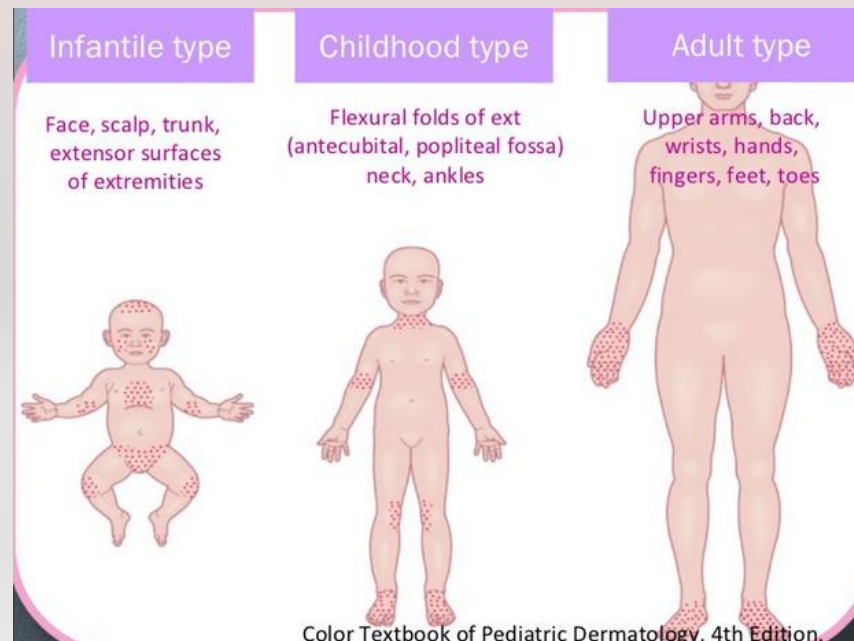 Infantile type
Face, scalp, trunk,
extensor surfaces
of extremities
Childhood type
Flexural folds of ext
(antecubital, popliteal fossa)
neck, ankles
Adult type
Upper arms, back,
wrists, hands,
fingers, feet, toes
Color Textbook of Pediatric Dermatology, 4th Edition